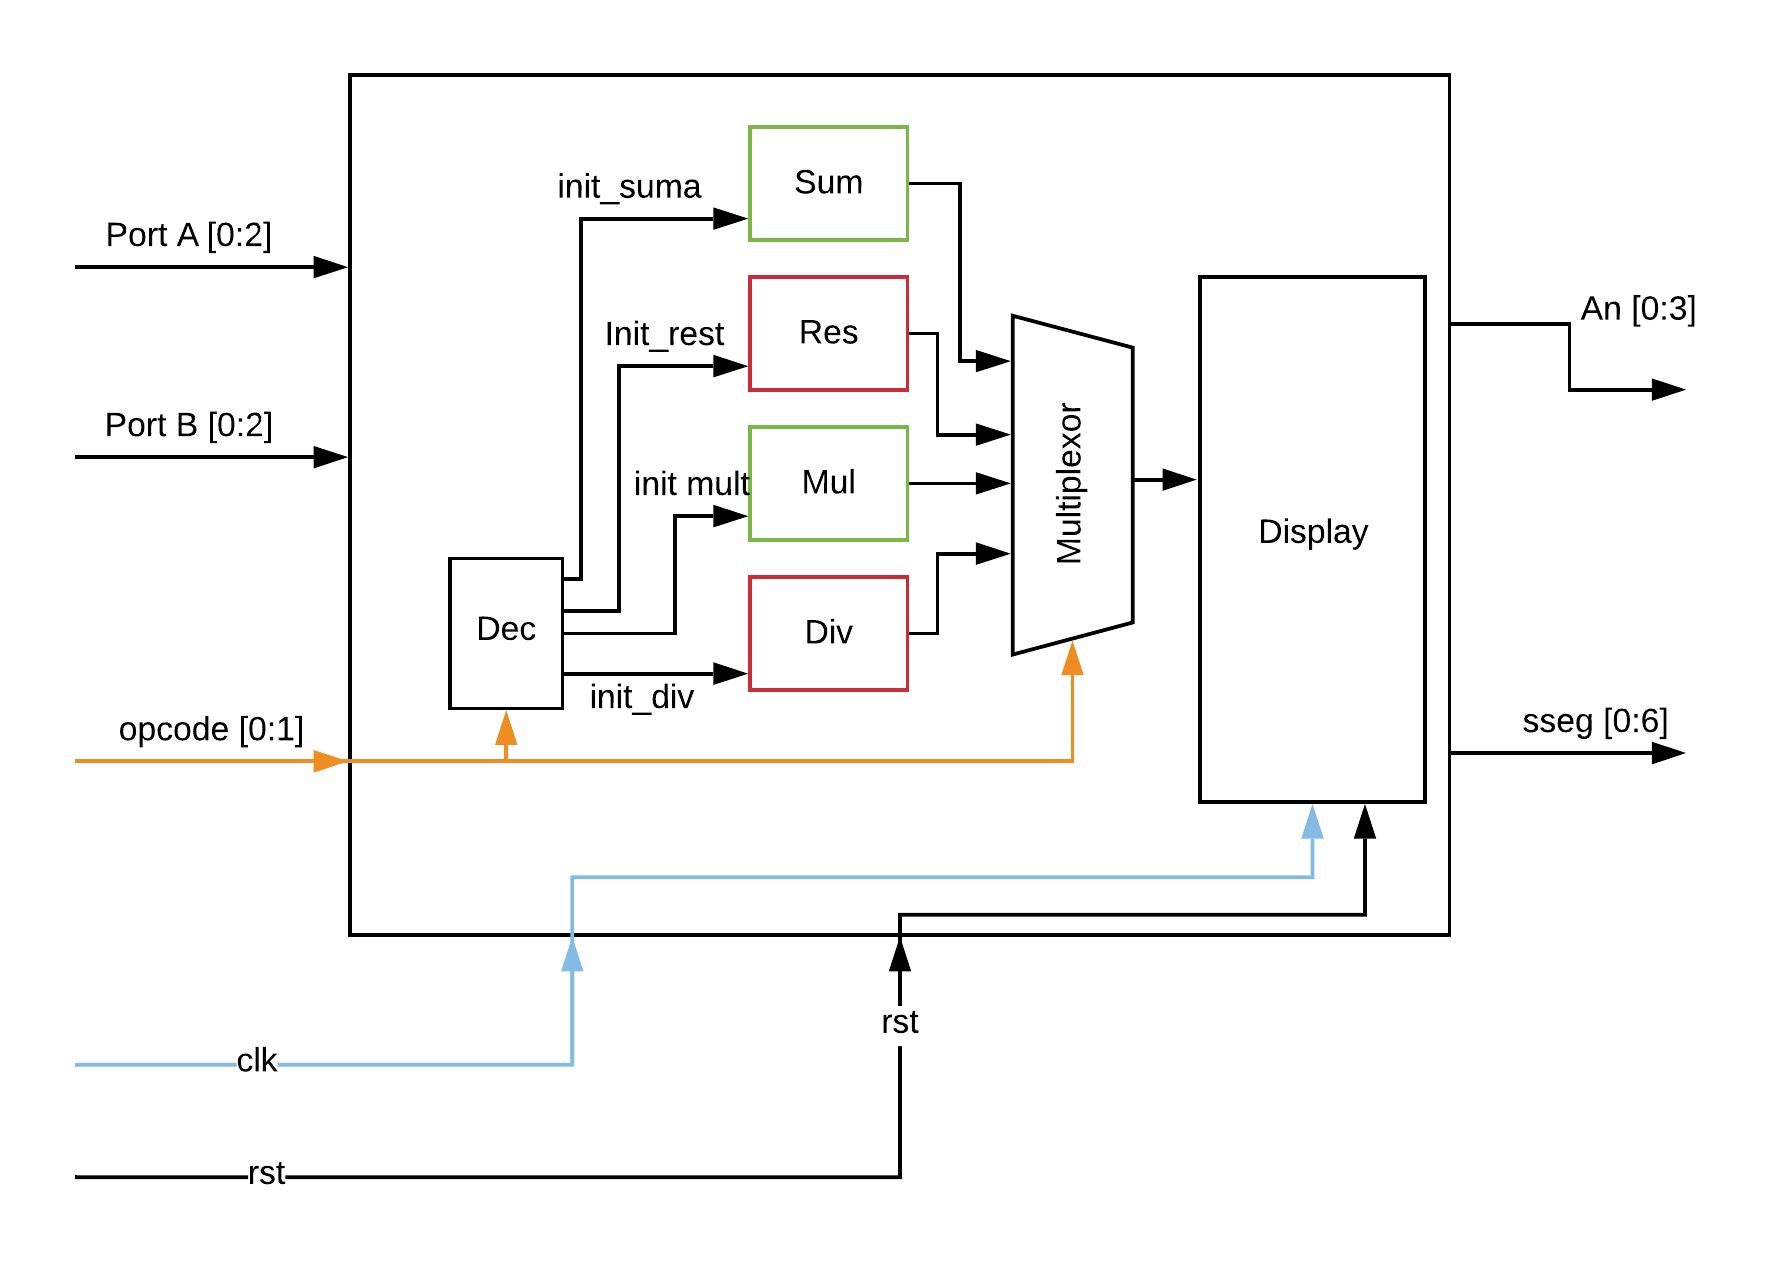 Port A [0:2]
Port B [0:2]
opcode [0:1]
init_suma
Sum
Init_rest
Res
init mult
Mul
Dec
init_div
Div
Multiplexor
Display
An [0:3]
sseg [0:6]
clk
rst
rst